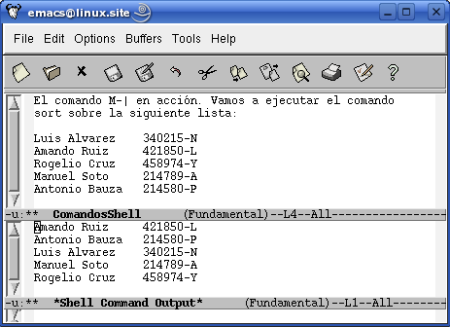 emacs@linux.site
File Edit Options Buffers Tools Help
El comando M-| en acción. Vamos a ejecutar el comando
sort sobre la siguiente lista:
Luis Alvarez 340215-N
Amando Ruiz 421850-L
Rogelio Cruz 458974-Y
Manuel Soto 214789-A
Antonio Bauza 214580-P
-u:** ComandosShell (Fundamental)--L4--All----------------
Amando Ruiz 421850-L
Antonio Bauza 214580-P
Luis Alvarez 340215-N
Manuel Soto 214789-A
Rogelio Cruz 458974-Y
-u:** *Shell Command Output* (Fundamental)--L1--All-------